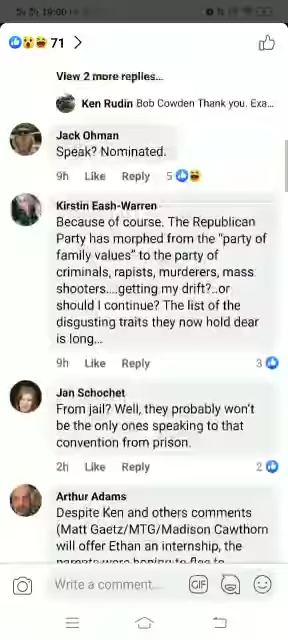 71
View 2 more replies...
Ken Rudin Bob Cowden Thank you. Exa...
Jack Ohman
Speak? Nominated.
9h Like Reply 5
Kirstin Eash-Warren
Because of course. The Republican
Party has morphed from the “party of
family values” to the party of
criminals, rapists, murderers, mass
shooters....getting my drift?..or
should I continue? The list of the
disgusting traits they now hold dear
is long...
9h Like Reply 3
Jan Schochet
From jail? Well, they probably won't
be the only ones speaking to that
convention from prison.
2h Like Reply 2
Arthur Adams
Despite Ken and others comments
(Matt Gaetz/MTG/Madison Cawthorn
will offer Ethan an internship, the
parents were hoping to flee to
Write a comment...
GIF